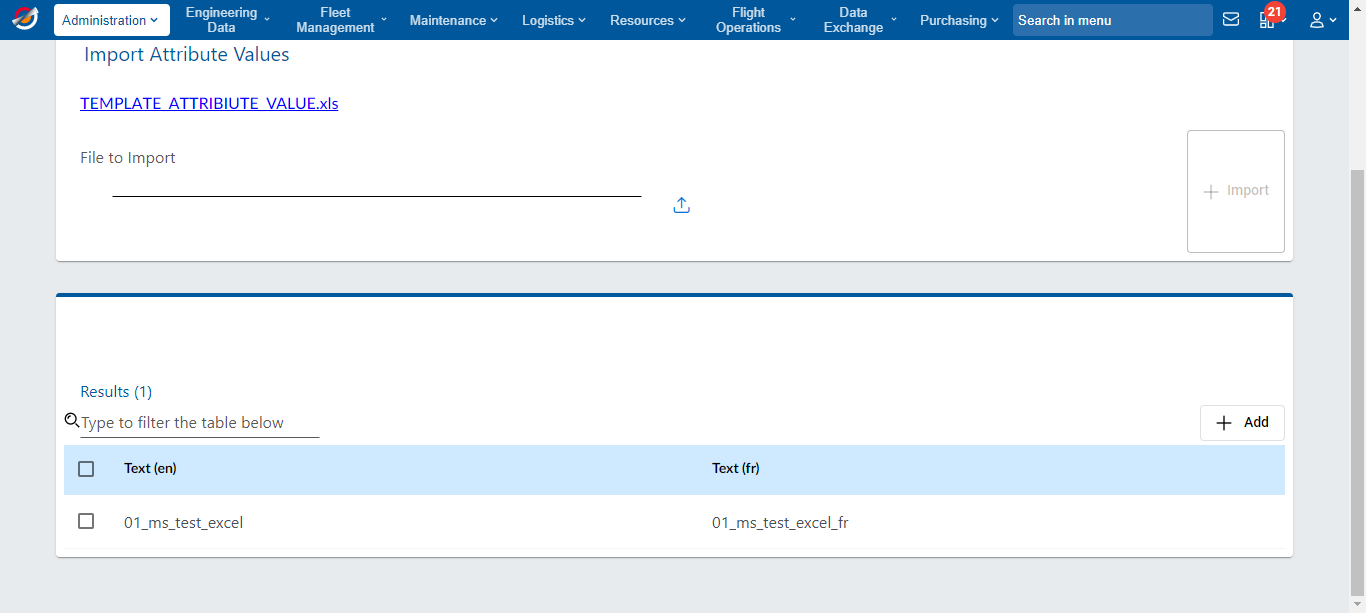 Administration
Engineering
Data
Fleet
Management
Maintenance
Logistics
Resources
Flight
Operations
Data
Exchange
Purchasing
Search in menu
21
Import Attribute Values
TEMPLATE_ATTRIBIUTE_VALUE.xls
File to Import
Import
Results (1)
Type to filter the table below
Add
Text (en) Text (fr)
01_ms_test_excel 01_ms_test_excel_fr